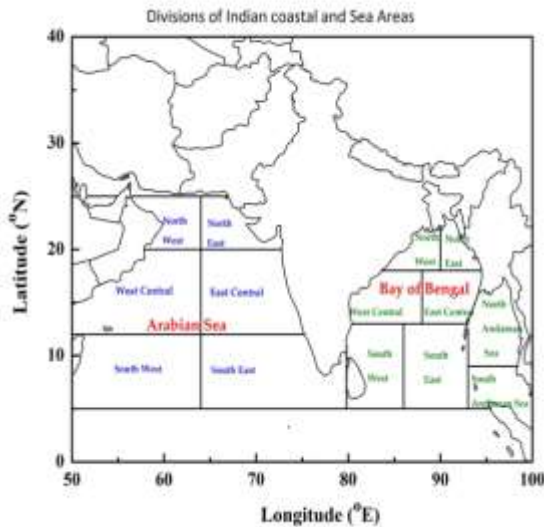 Divisions of Indian coastal and Sea Areas
40
30
20
10
0
Latitude (°N)
North
West
North
East
West Central
East Central
Arabian Sea
South West
South East
North
West
North
East
Bay of Bengal
West Central
East Central
South
West
South
East
North
Andaman
Sea
South
Andaman Sea
50
60
70
80
90
100
Longitude (°E)